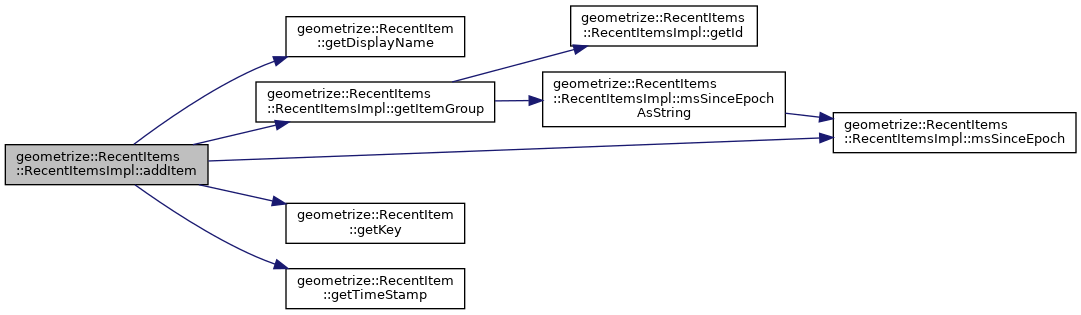 geometrize::RecentItem
::getDisplayName
geometrize::RecentItems
::RecentItemsImpl::getId
geometrize::RecentItems
::RecentItemsImpl::getItemGroup
geometrize::RecentItems
::RecentItemsImpl::msSinceEpoch
AsString
geometrize::RecentItems
::RecentItemsImpl::msSinceEpoch
geometrize::RecentItems
::RecentItemsImpl::addItem
geometrize::RecentItem
::getKey
geometrize::RecentItem
::getTimeStamp